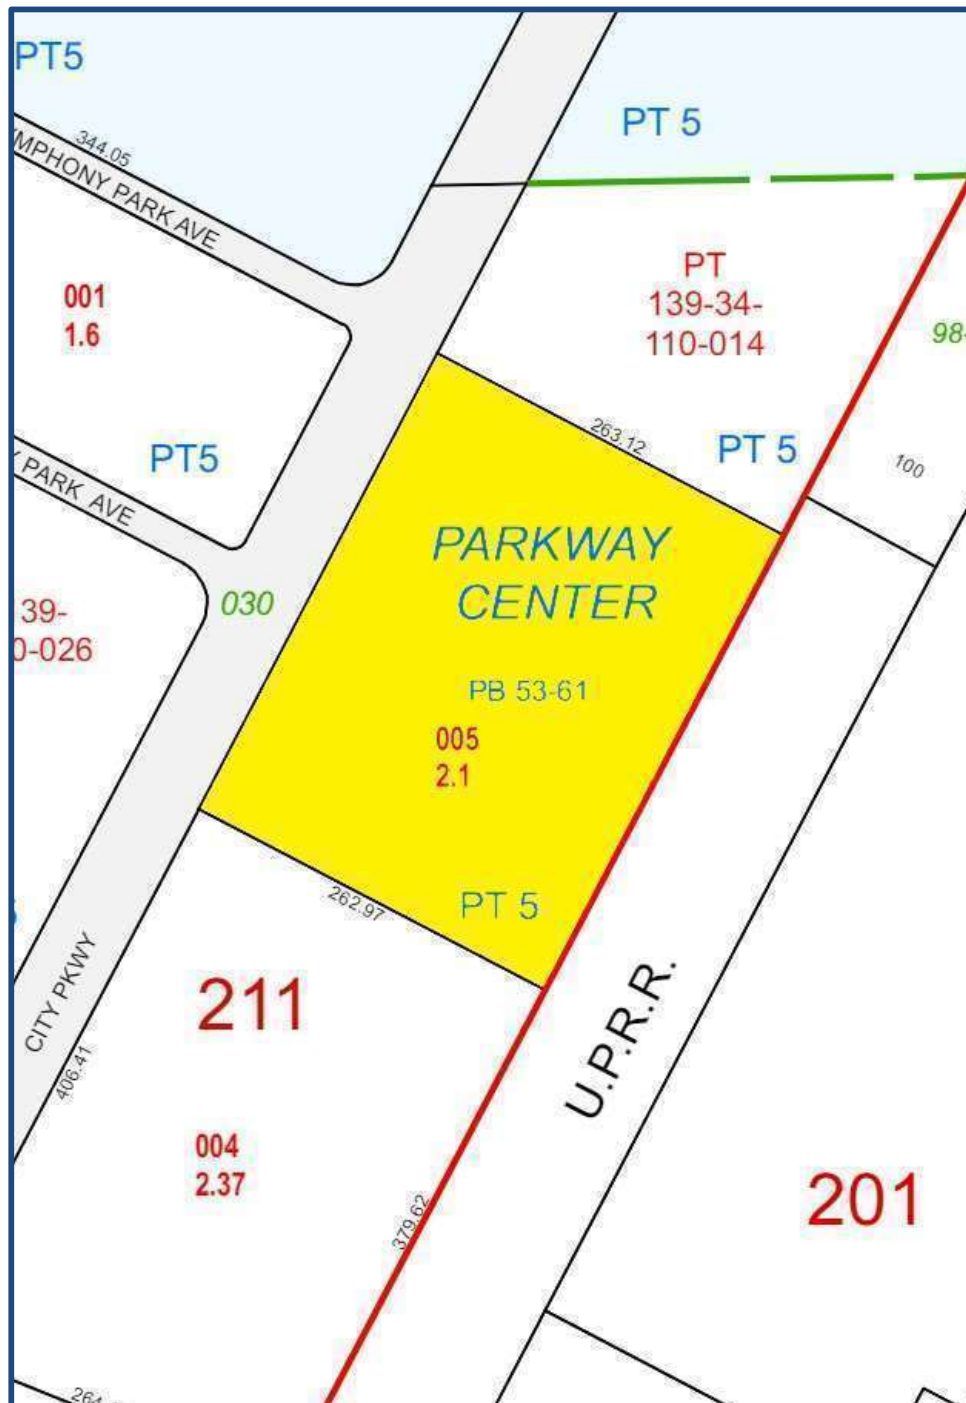 PT5
344.05
MPHONY PARK AVE
PT 5
001
1.6
PT
139-34-
110-014
98-
PT5
263.12
PT 5
100
PARK AVE
PARKWAY
CENTER
39-
0-026
030
PB 53-61
005
2.1
262.97
PT 5
CITY PKWY
211
U.P.R.R.
406.41
004
2.37
379.62
201
264.